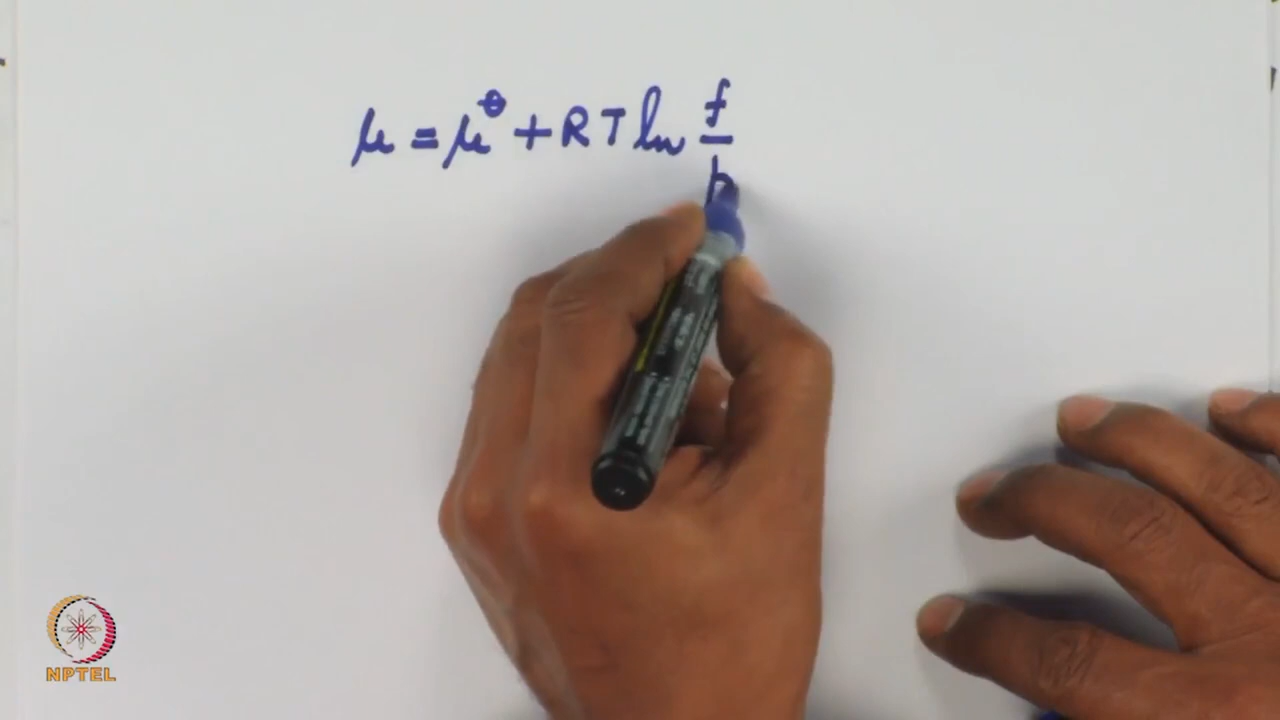 μ = μ^⊖ + RT ln f/p
NPTEL